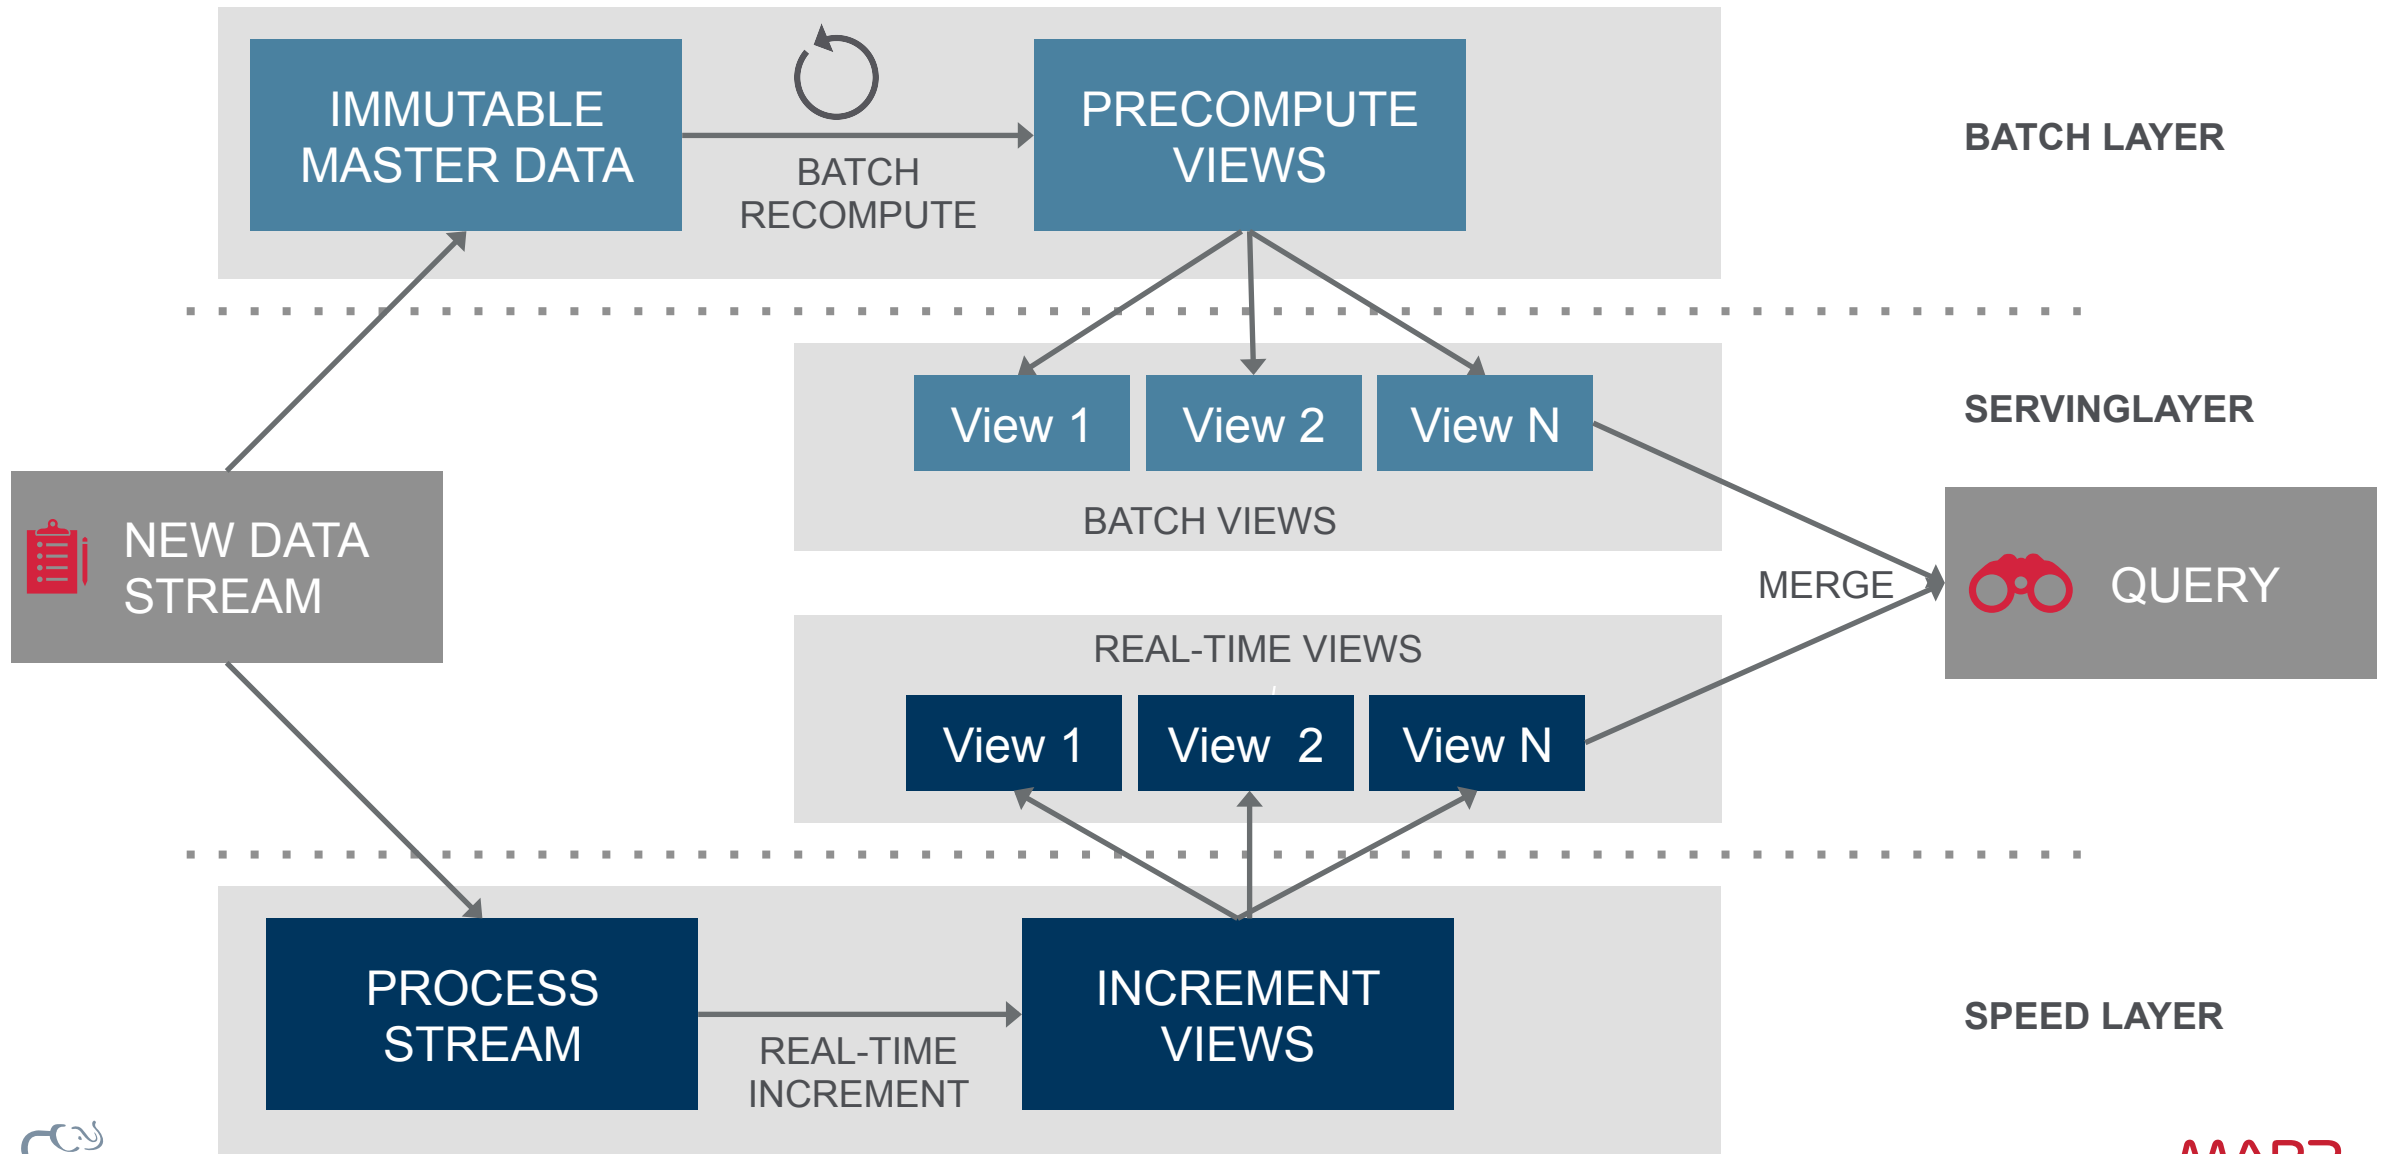 IMMUTABLE
MASTER DATA
BATCH
RECOMPUTE
PRECOMPUTE
VIEWS
BATCH LAYER
View 1
View 2
View N
BATCH VIEWS
SERVINGLAYER
NEW DATA
STREAM
MERGE
QUERY
REAL-TIME VIEWS
View 1
View 2
View N
PROCESS
STREAM
REAL-TIME
INCREMENT
INCREMENT
VIEWS
SPEED LAYER